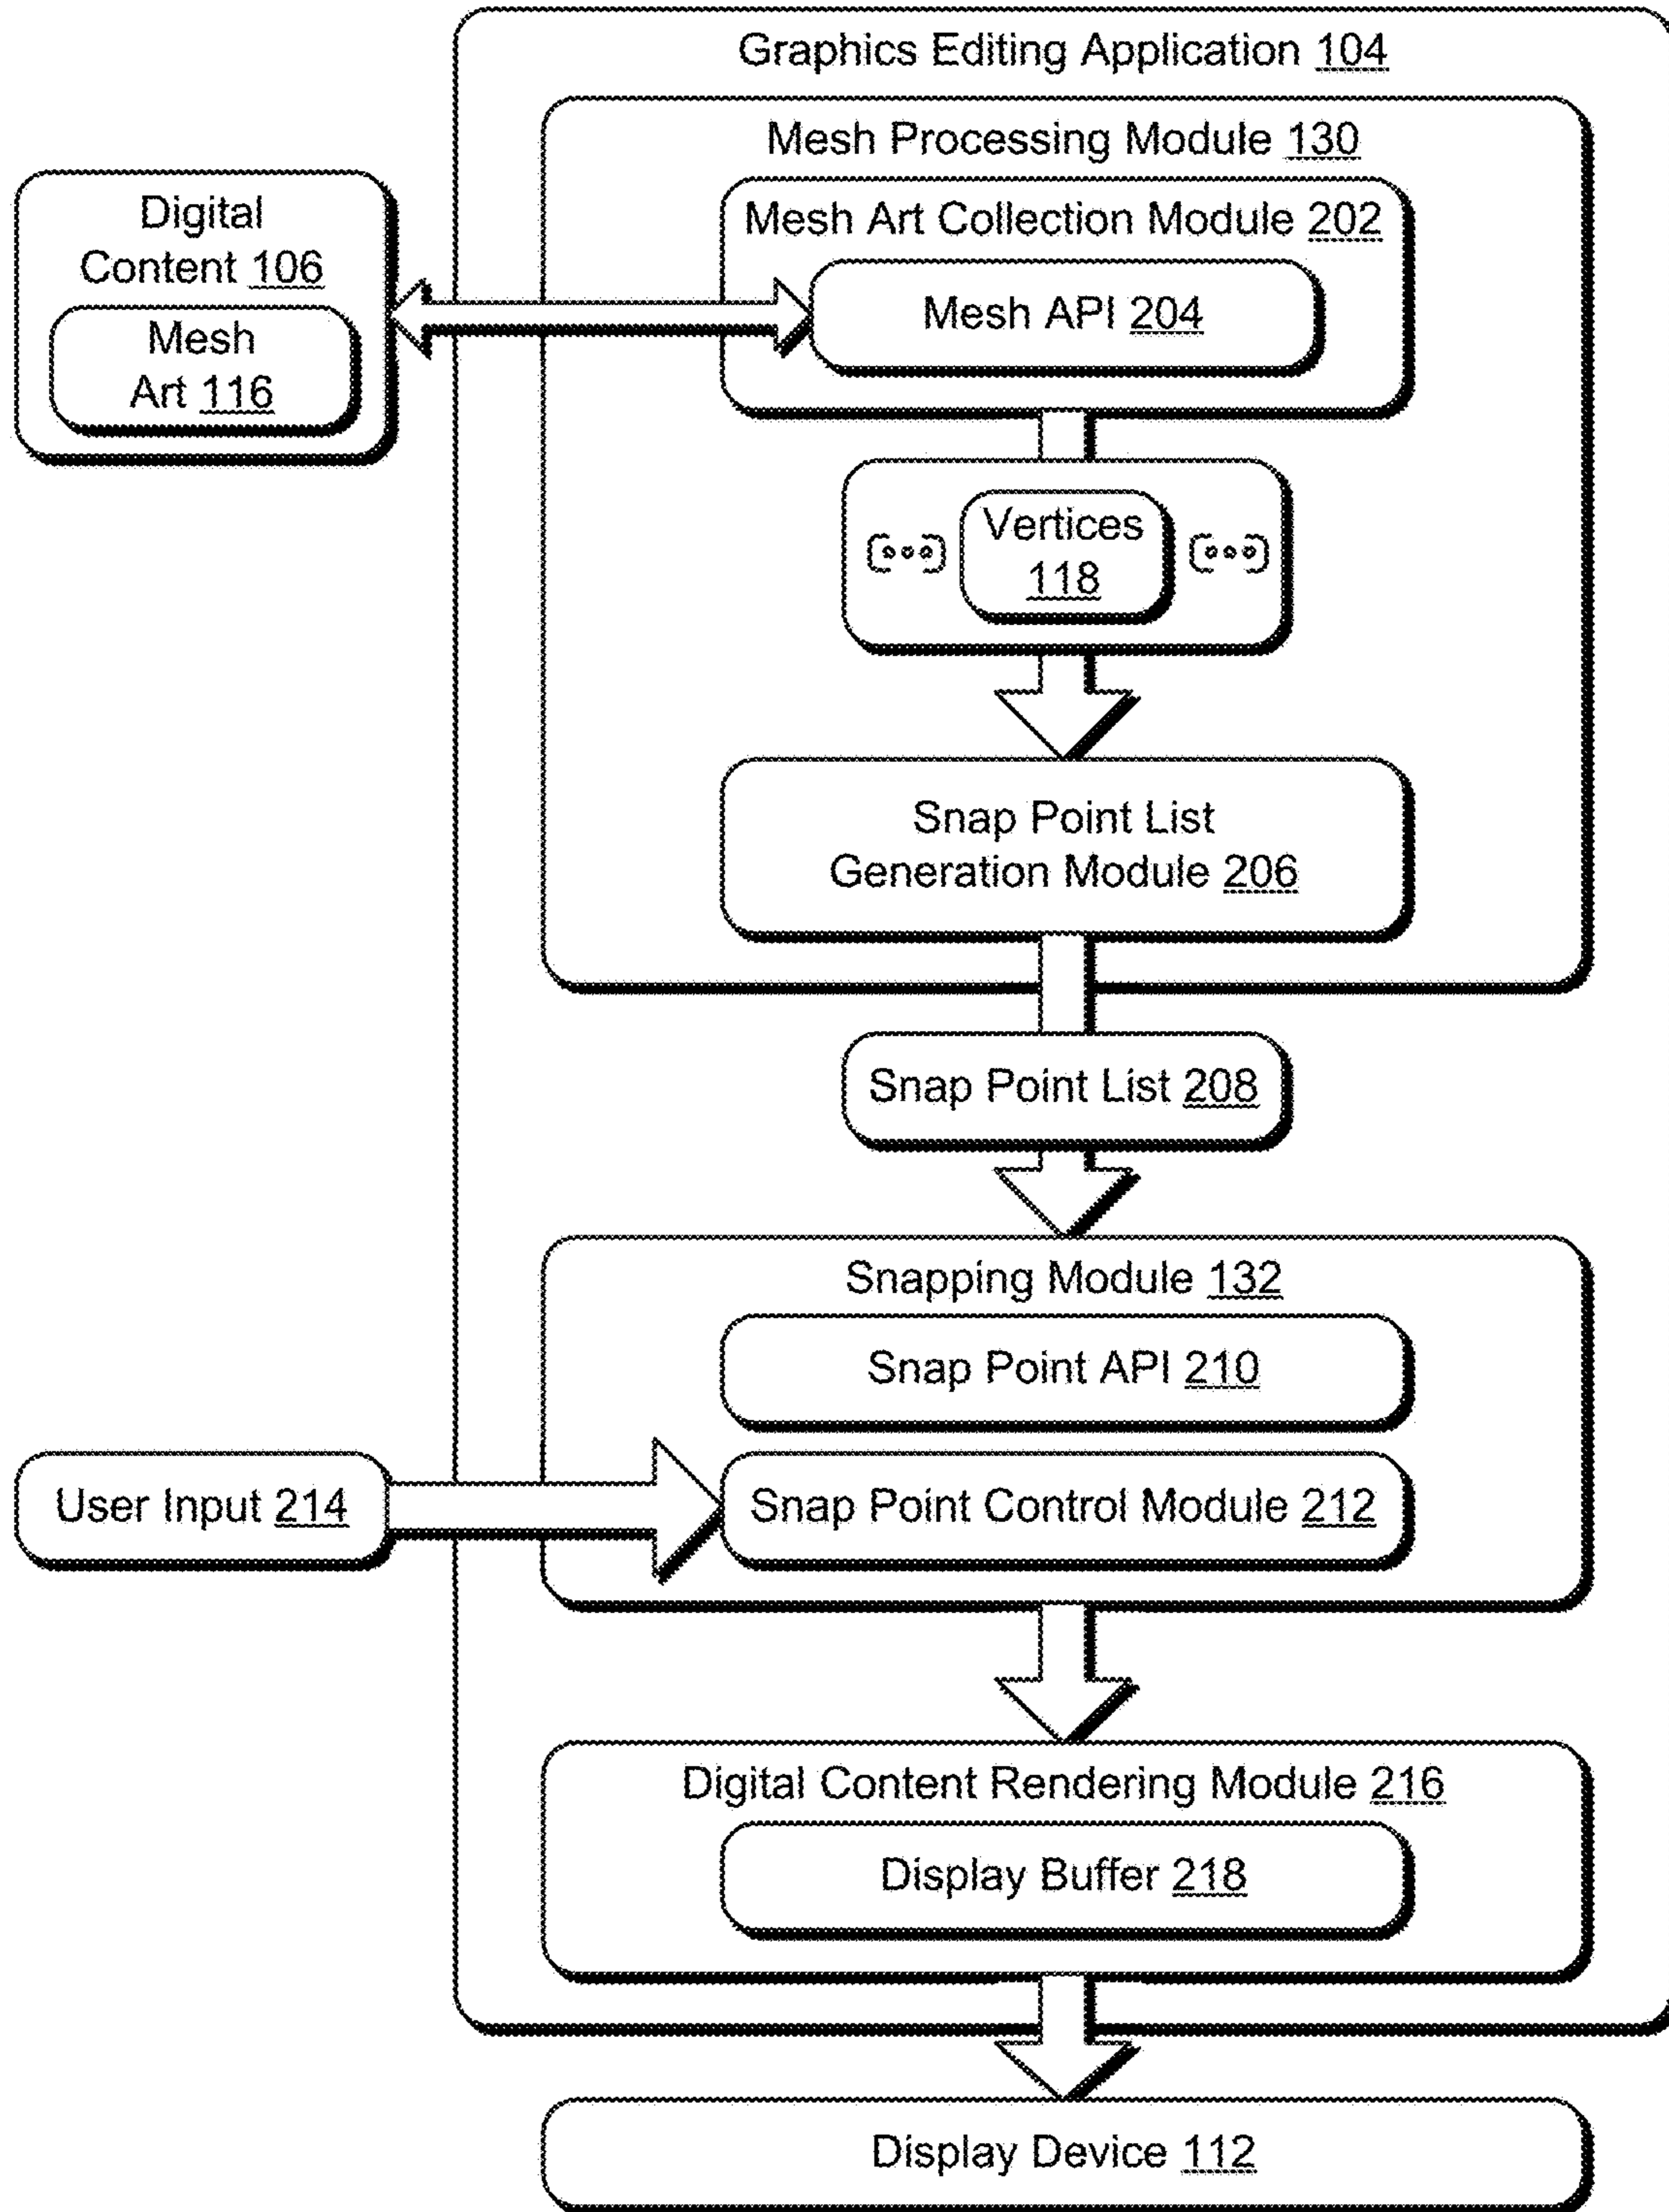 Graphics Editing Application 104
Mesh Processing Module 130
Digital
Content 106
Mesh
Art 116
Mesh Art Collection Module 202
Mesh API 204
Vertices
118
Snap Point List
Generation Module 206
Snap Point List 208
Snapping Module 132
Snap Point API 210
User Input 214
Snap Point Control Module 212
Digital Content Rendering Module 216
Display Buffer 218
Display Device 112